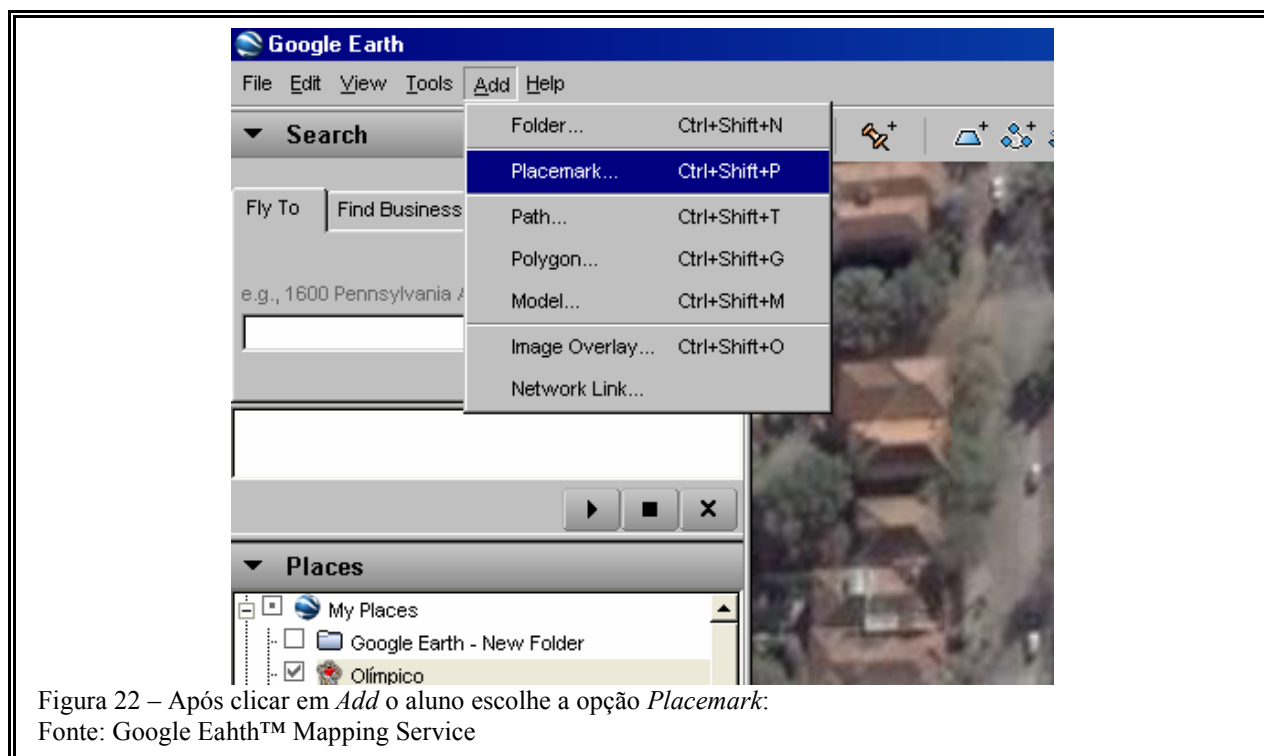 Google Earth
File Edit View Tools Add Help
Search
Folder... Ctrl+Shift+N
Placemark... Ctrl+Shift+P
Fly To Find Business
Path... Ctrl+Shift+T
Polygon... Ctrl+Shift+G
e.g., 1600 Pennsylvania
Model... Ctrl+Shift+M
Image Overlay... Ctrl+Shift+O
Network Link...
Places
My Places
Google Earth - New Folder
Olímpico
Figura 22 – Após clicar em Add o aluno escolhe a opção Placemark:
Fonte: Google Eahth™ Mapping Service